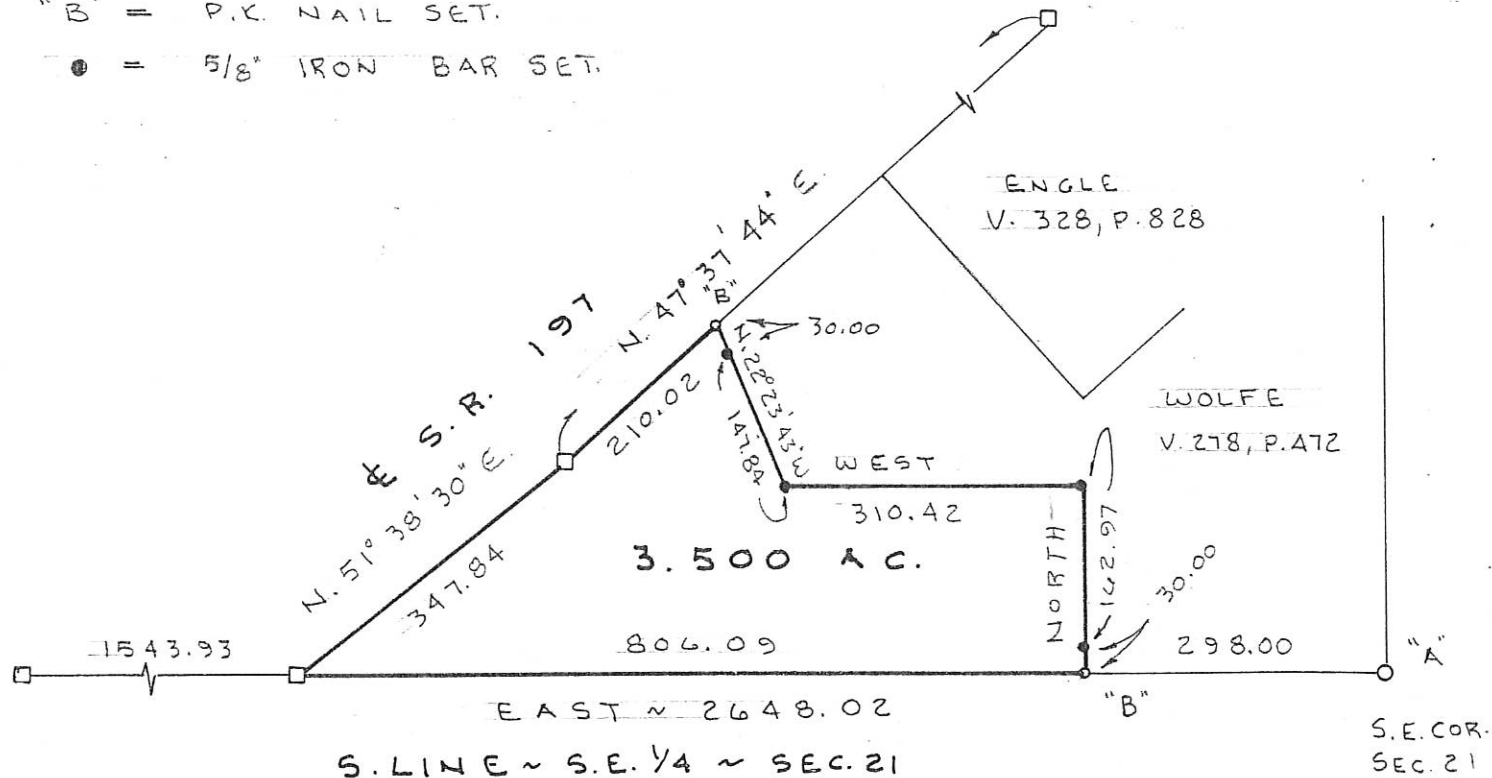 "B" = P.K. NAIL SET.
● = 5/8" IRON BAR SET.
ENGLE
V. 328, P. 828
N. 47° 37' 44" E.
"B"
30.00
℄ S.R. 197
210.02
N. 22° 23' 43" E
147.84
WOLFE
V. 278, P. 472
WEST
310.42
N. 51° 38' 30" E.
347.84
3.500 AC.
NORTH
162.97
30.00
1543.93
806.09
298.00
"A"
"B"
EAST ~ 2648.02
S. LINE ~ S.E. 1/4 ~ SEC. 21
S.E. COR.
SEC. 21